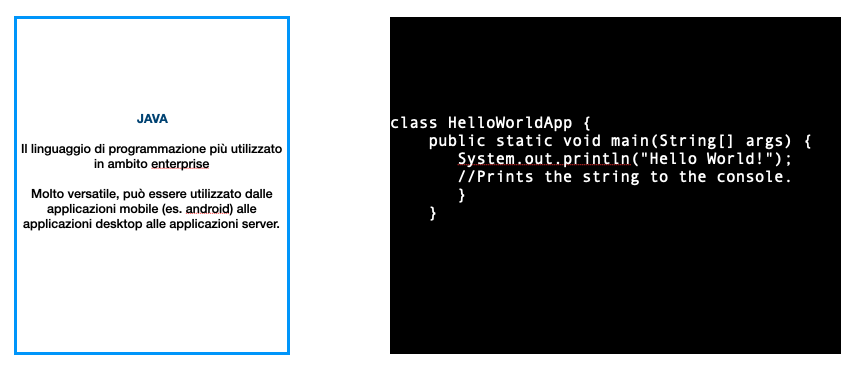 JAVA
Il linguaggio di programmazione più utilizzato
in ambito enterprise
Molto versatile, può essere utilizzato dalle
applicazioni mobile (es. android) alle
applicazioni desktop alle applicazioni server.
class HelloWorldApp {
public static void main(String[] args) {
System.out.println("Hello World!");
//Prints the string to the console.
}
}